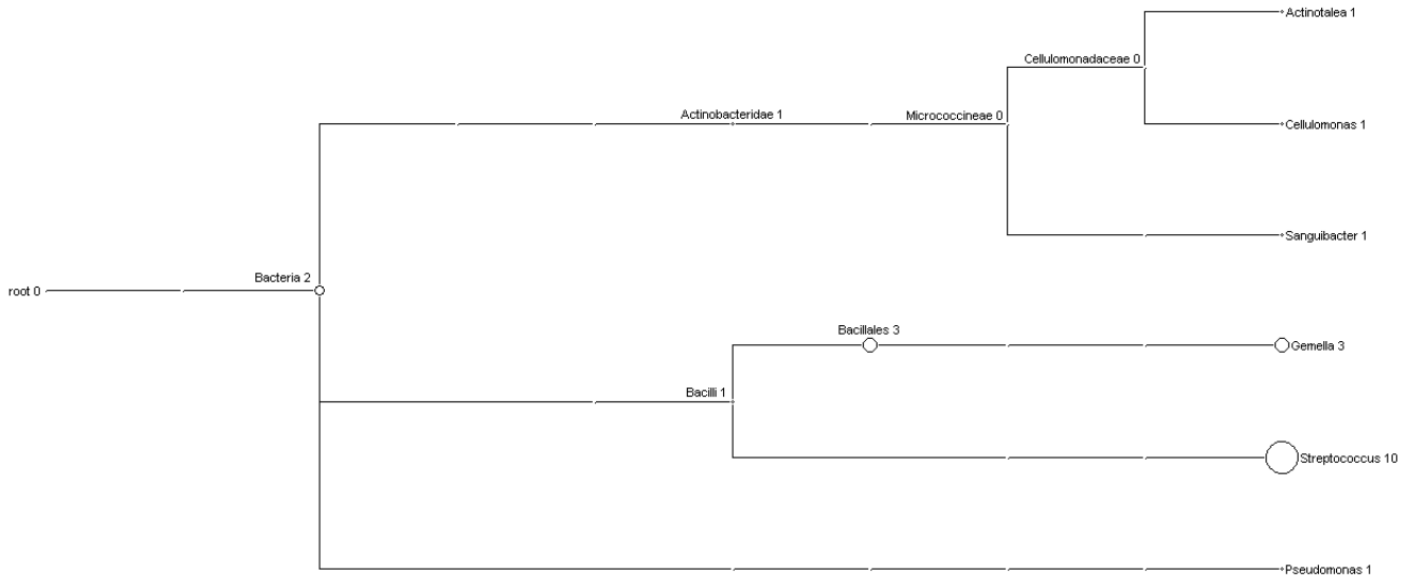 Actinotalea 1
Cellulomonadaceae 0
Actinobacteridae 1
Micrococcineae 0
Cellulomonas 1
Sanguibacter 1
Bacteria 2
root 0
Bacillales 3
Gemella 3
Bacilli 1
Streptococcus 10
Pseudomonas 1